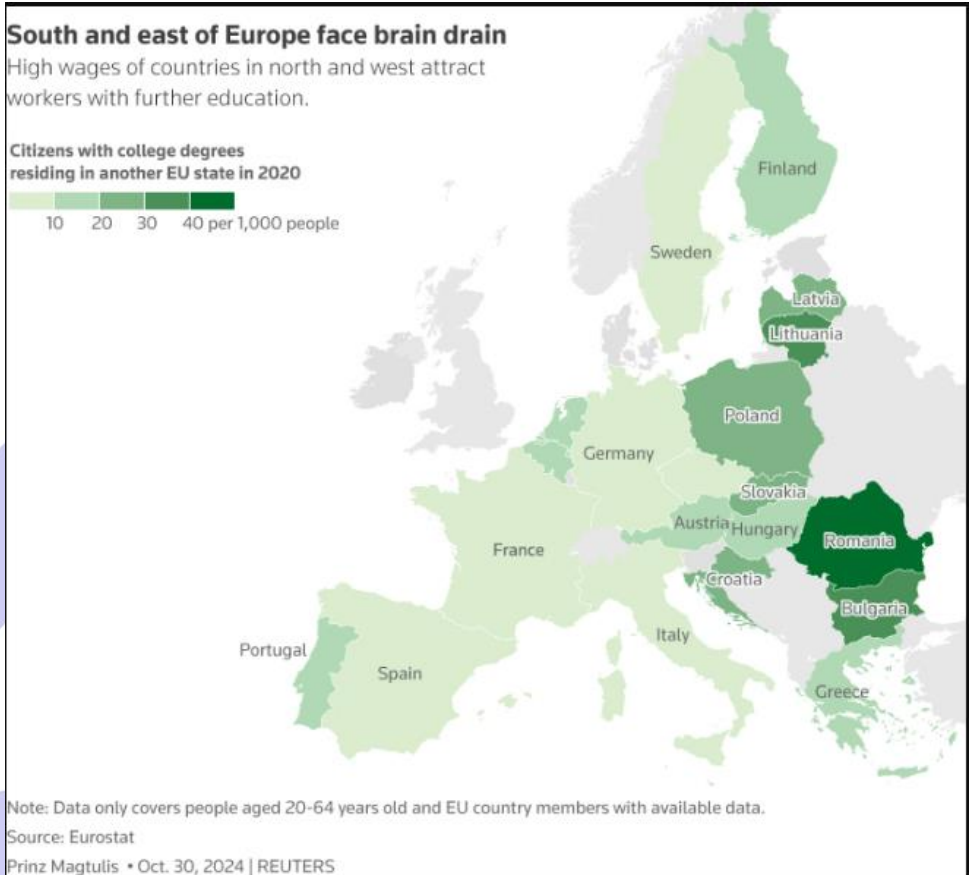 South and east of Europe face brain drain
High wages of countries in north and west attract
workers with further education.
Citizens with college degrees
residing in another EU state in 2020
10 20 30 40 per 1,000 people
Finland
Sweden
Latvia
Lithuania
Poland
Germany
Slovakia
Austria
Hungary
Romania
France
Croatia
Bulgaria
Italy
Portugal
Spain
Greece
Note: Data only covers people aged 20-64 years old and EU country members with available data.
Source: Eurostat
Prinz Magtulis • Oct. 30, 2024 | REUTERS